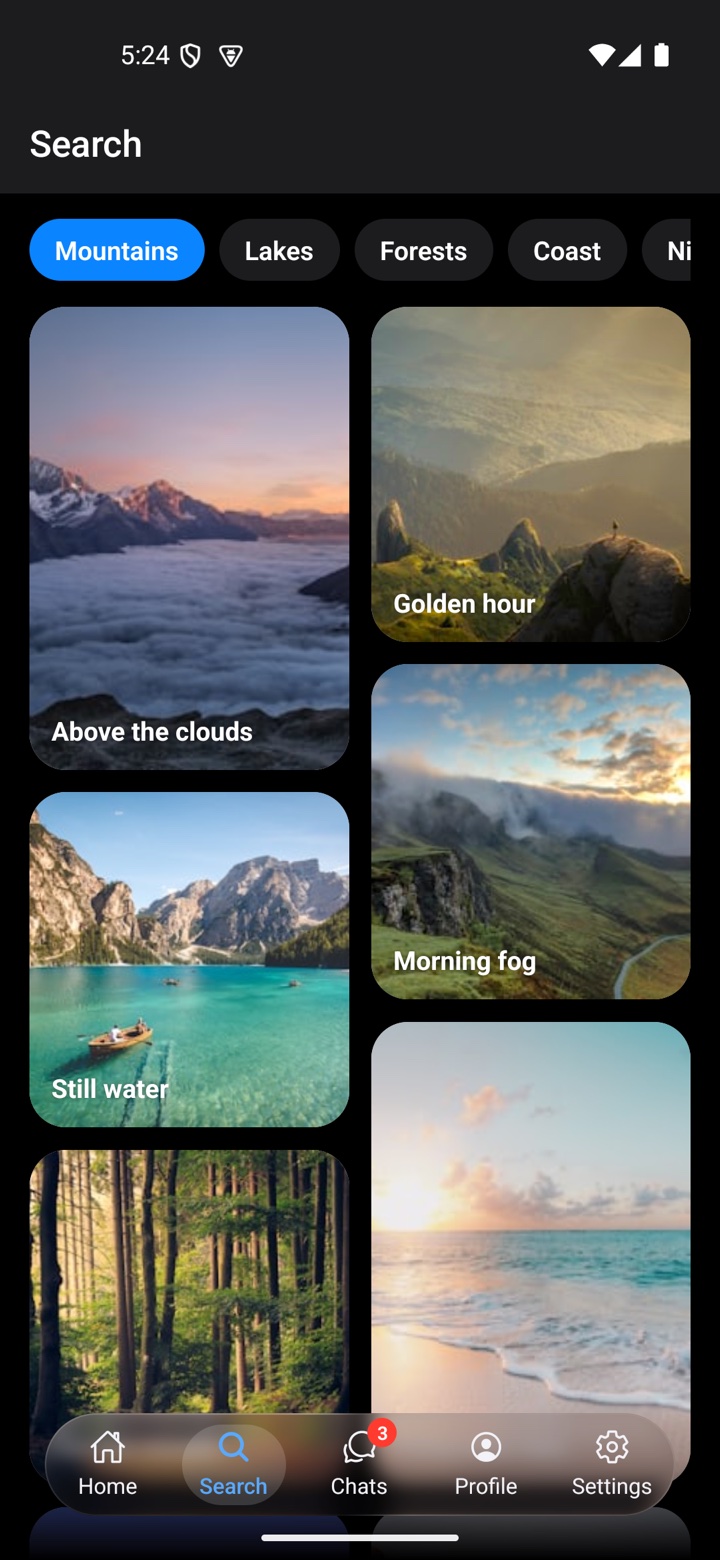 5:24
Search
Mountains Lakes Forests Coast Ni
Above the clouds
Golden hour
Still water
Morning fog
3
Home Search Chats Profile Settings